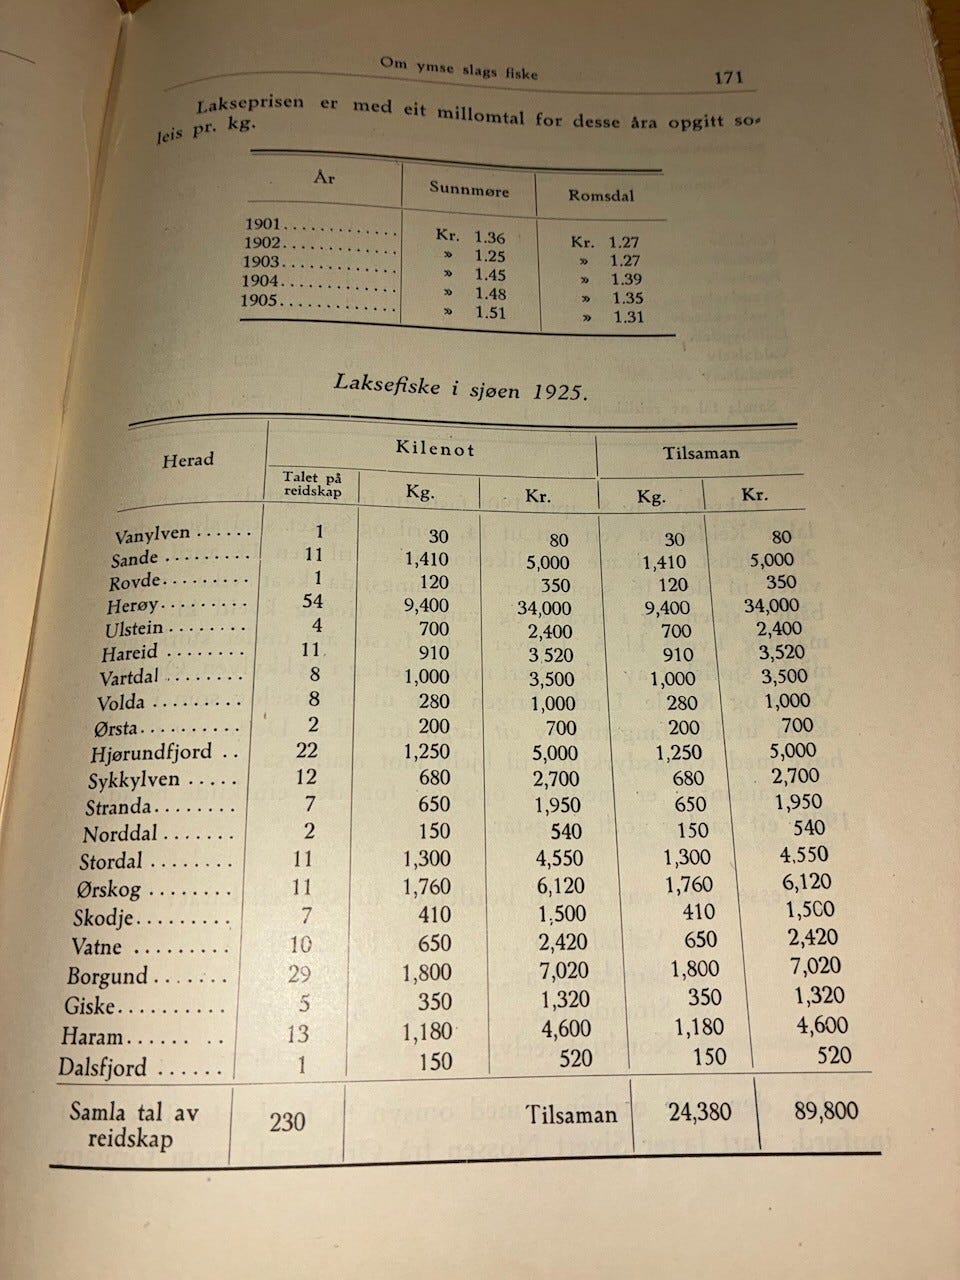 Om ymse slags fiske 171
Lakseprisen er med eit millomtal for desse åra opgitt so-
leis pr. kg.
År Sunnmøre Romsdal
1901............. Kr. 1.36 Kr. 1.27
1902............. » 1.25 » 1.27
1903............. » 1.45 » 1.39
1904............. » 1.48 » 1.35
1905............. » 1.51 » 1.31
Laksefiske i sjøen 1925.
Herad Kilenot Tilsaman
Talet på
reidskap Kg. Kr. Kg. Kr.
Vanylven ...... 1 30 80 30 80
Sande ......... 11 1,410 5,000 1,410 5,000
Rovde......... 1 120 350 120 350
Herøy......... 54 9,400 34,000 9,400 34,000
Ulstein ........ 4 700 2,400 700 2,400
Hareid ........ 11 910 3,520 910 3,520
Vartdal ........ 8 1,000 3,500 1,000 3,500
Volda ......... 8 280 1,000 280 1,000
Ørsta.......... 2 200 700 200 700
Hjørundfjord .. 22 1,250 5,000 1,250 5,000
Sykkylven ..... 12 680 2,700 680 2,700
Stranda........ 7 650 1,950 650 1,950
Norddal ....... 2 150 540 150 540
Stordal ........ 11 1,300 4,550 1,300 4,550
Ørskog ........ 11 1,760 6,120 1,760 6,120
Skodje......... 7 410 1,500 410 1,500
Vatne ......... 10 650 2,420 650 2,420
Borgund ....... 29 1,800 7,020 1,800 7,020
Giske.......... 5 350 1,320 350 1,320
Haram...... .. 13 1,180 4,600 1,180 4,600
Dalsfjord ...... 1 150 520 150 520
Samla tal av
reidskap 230 Tilsaman 24,380 89,800